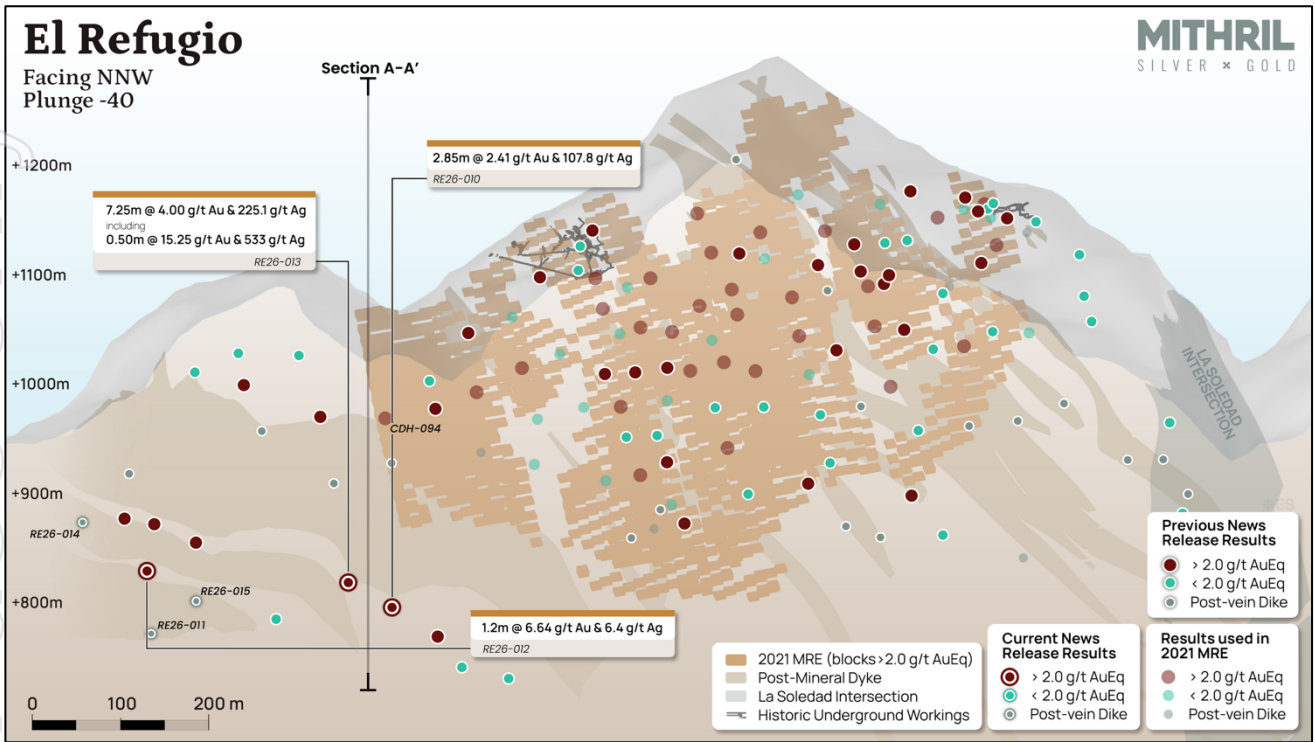 El Refugio
Facing NNW
Plunge -40
MITHRIL
SILVER × GOLD
Section A-A'
+1200m
+1100m
+1000m
+900m
+800m
2.85m @ 2.41 g/t Au & 107.8 g/t Ag
RE26-010
7.25m @ 4.00 g/t Au & 225.1 g/t Ag
including
0.50m @ 15.25 g/t Au & 533 g/t Ag
RE26-013
CDH-094
LA SOLEDAD
INTERSECTION
RE26-014
RE26-015
RE26-011
1.2m @ 6.64 g/t Au & 6.4 g/t Ag
RE26-012
0 100 200 m
2021 MRE (blocks>2.0 g/t AuEq)
Post-Mineral Dyke
La Soledad Intersection
Historic Underground Workings
Current News
Release Results
> 2.0 g/t AuEq
< 2.0 g/t AuEq
Post-vein Dike
Previous News
Release Results
> 2.0 g/t AuEq
< 2.0 g/t AuEq
Post-vein Dike
Results used in
2021 MRE
> 2.0 g/t AuEq
< 2.0 g/t AuEq
Post-vein Dike